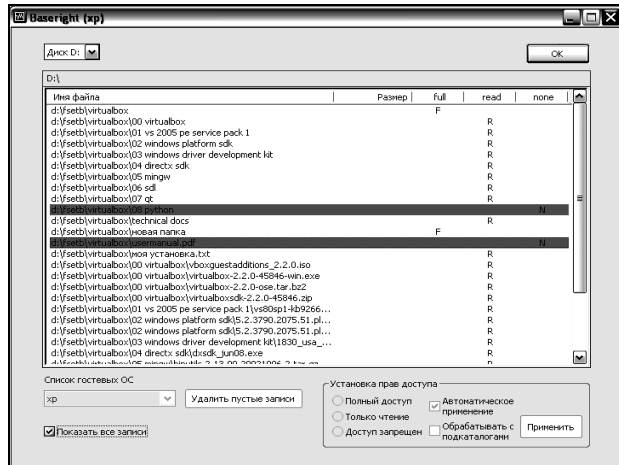 Baseright (xp)
Диск D:
OK
D:\
Имя файла Размер full read none
d:\fsetb\virtualbox F
d:\fsetb\virtualbox\00 virtualbox R
d:\fsetb\virtualbox\01 vs 2005 pe service pack 1 R
d:\fsetb\virtualbox\02 windows platform sdk R
d:\fsetb\virtualbox\03 windows driver development kit R
d:\fsetb\virtualbox\04 directx sdk R
d:\fsetb\virtualbox\05 mingw R
d:\fsetb\virtualbox\06 sdl R
d:\fsetb\virtualbox\07 qt R
d:\fsetb\virtualbox\08 python N
d:\fsetb\virtualbox\technical docs R
d:\fsetb\virtualbox\новая папка F
d:\fsetb\virtualbox\usermanual.pdf N
d:\fsetb\virtualbox\моя установка.txt R
d:\fsetb\virtualbox\00 virtualbox\vboxguestadditions_2.2.0.iso R
d:\fsetb\virtualbox\00 virtualbox\virtualbox-2.2.0-45846-win.exe R
d:\fsetb\virtualbox\00 virtualbox\virtualbox-2.2.0-ose.tar.bz2 R
d:\fsetb\virtualbox\00 virtualbox\virtualboxsdk-2.2.0-45846.zip R
d:\fsetb\virtualbox\01 vs 2005 pe service pack 1\vs80sp1-kb9266... R
d:\fsetb\virtualbox\02 windows platform sdk\5.2.3790.2075.51.pl... R
d:\fsetb\virtualbox\02 windows platform sdk\5.2.3790.2075.51.pl... R
d:\fsetb\virtualbox\03 windows driver development kit\1830_usa_... R
d:\fsetb\virtualbox\04 directx sdk\dxsdk_jun08.exe R
Список гостевых ОС
xp
Удалить пустые записи
Показать все записи
Установка прав доступа
Полный доступ
Только чтение
Доступ запрещен
Автоматическое применение
Обрабатывать с подкаталогами
Применить